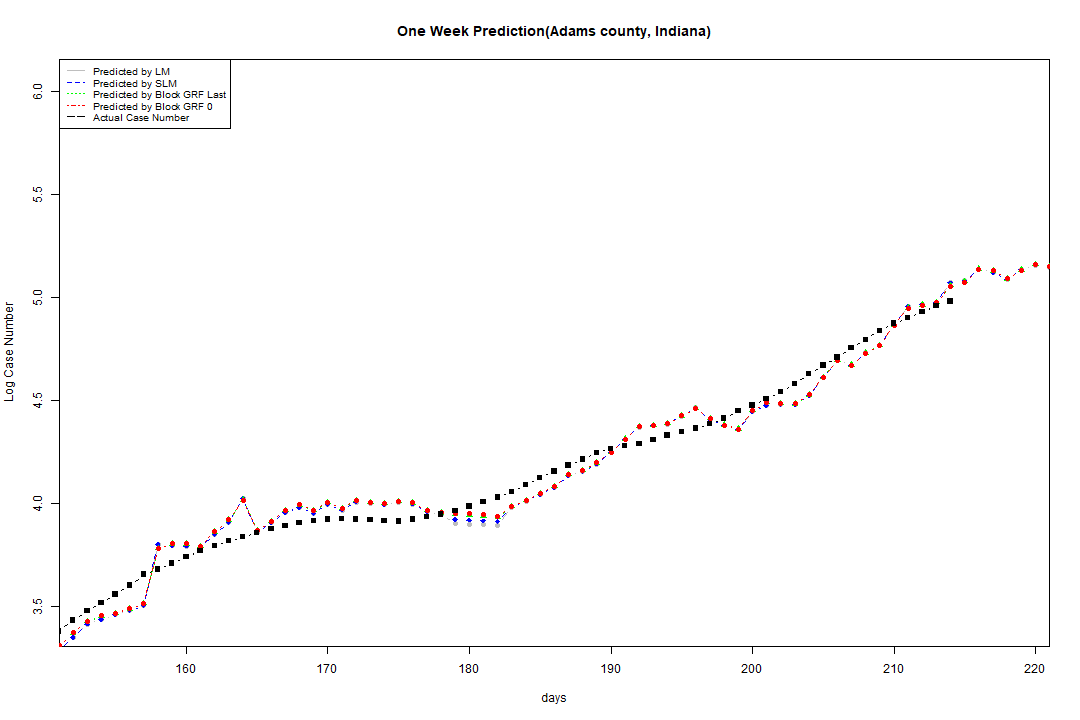 One Week Prediction(Adams county, Indiana)
Predicted by LM
Predicted by SLM
Predicted by Block GRF Last
Predicted by Block GRF 0
Actual Case Number
6.0
5.5
5.0
4.5
4.0
3.5
Log Case Number
160 170 180 190 200 210 220
days